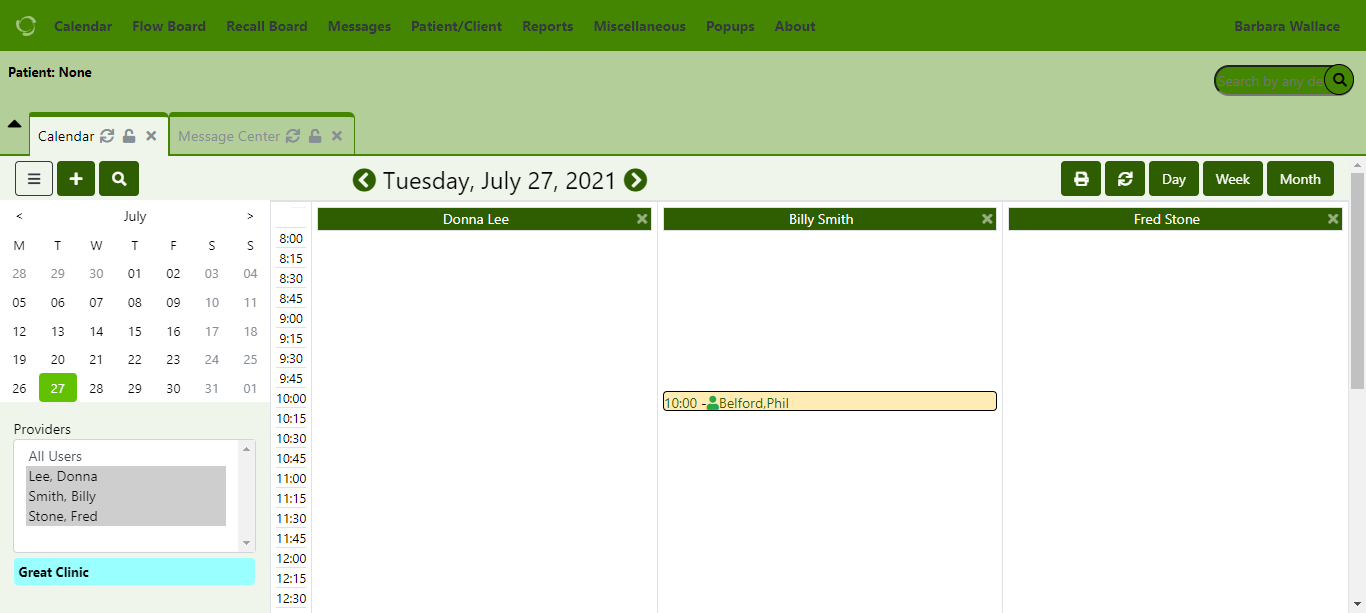 Calendar Flow Board Recall Board Messages Patient/Client Reports Miscellaneous Popups About Barbara Wallace
Patient: None
Search by any de
Calendar Message Center
Tuesday, July 27, 2021
Day Week Month
< July >
M T W T F S S
28 29 30 01 02 03 04
05 06 07 08 09 10 11
12 13 14 15 16 17 18
19 20 21 22 23 24 25
26 27 28 29 30 31 01
Providers
All Users
Lee, Donna
Smith, Billy
Stone, Fred
Great Clinic
Donna Lee Billy Smith Fred Stone
8:00
8:15
8:30
8:45
9:00
9:15
9:30
9:45
10:00
10:00 - Belford,Phil
10:15
10:30
10:45
11:00
11:15
11:30
11:45
12:00
12:15
12:30